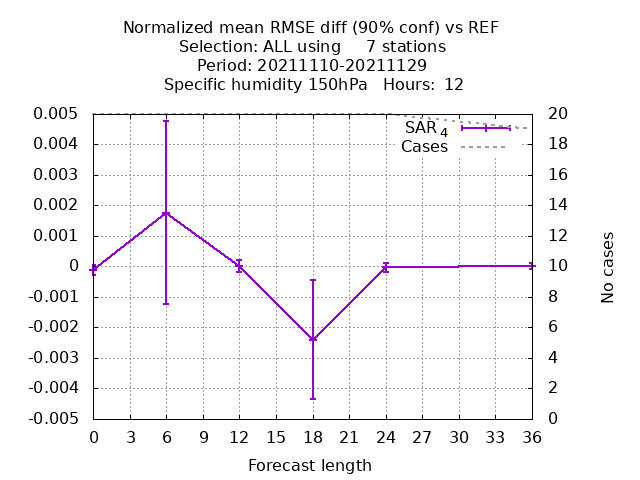 Normalized mean RMSE diff (90% conf) vs REF
Selection: ALL using     7 stations
Period: 20211110-20211129
Specific humidity 150hPa   Hours:  12
0.005
0.004
0.003
0.002
0.001
0
-0.001
-0.002
-0.003
-0.004
-0.005
SAR4
Cases
20
18
16
14
12
10
8
6
4
2
0
No cases
0 3 6 9 12 15 18 21 24 27 30 33 36
Forecast length